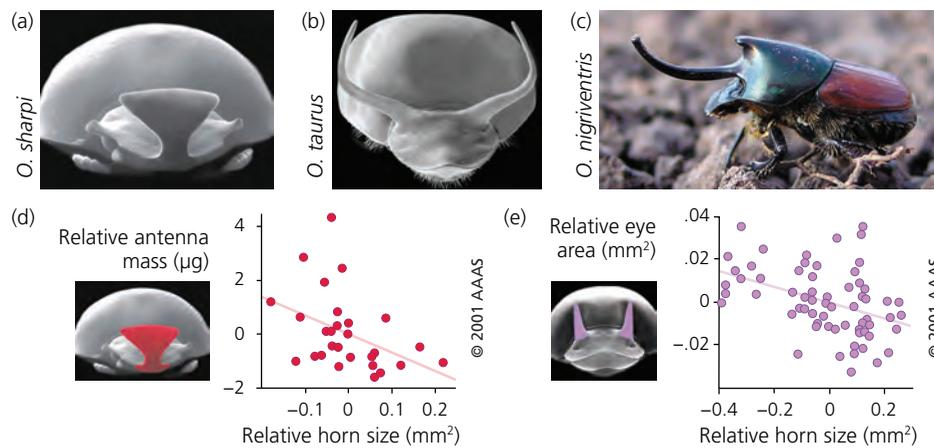 (a)
O. sharpi
(b)
O. taurus
(c)
O. nigriventris
(d)
Relative antenna
mass (µg)
4
2
0
−2
−0.1
0
0.1
0.2
Relative horn size (mm²)
©2001 AAAS
(e)
Relative eye
area (mm²)
.04
.02
0
−.02
−0.4
−0.2
0
0.2
Relative horn size (mm²)
©2001 AAAS